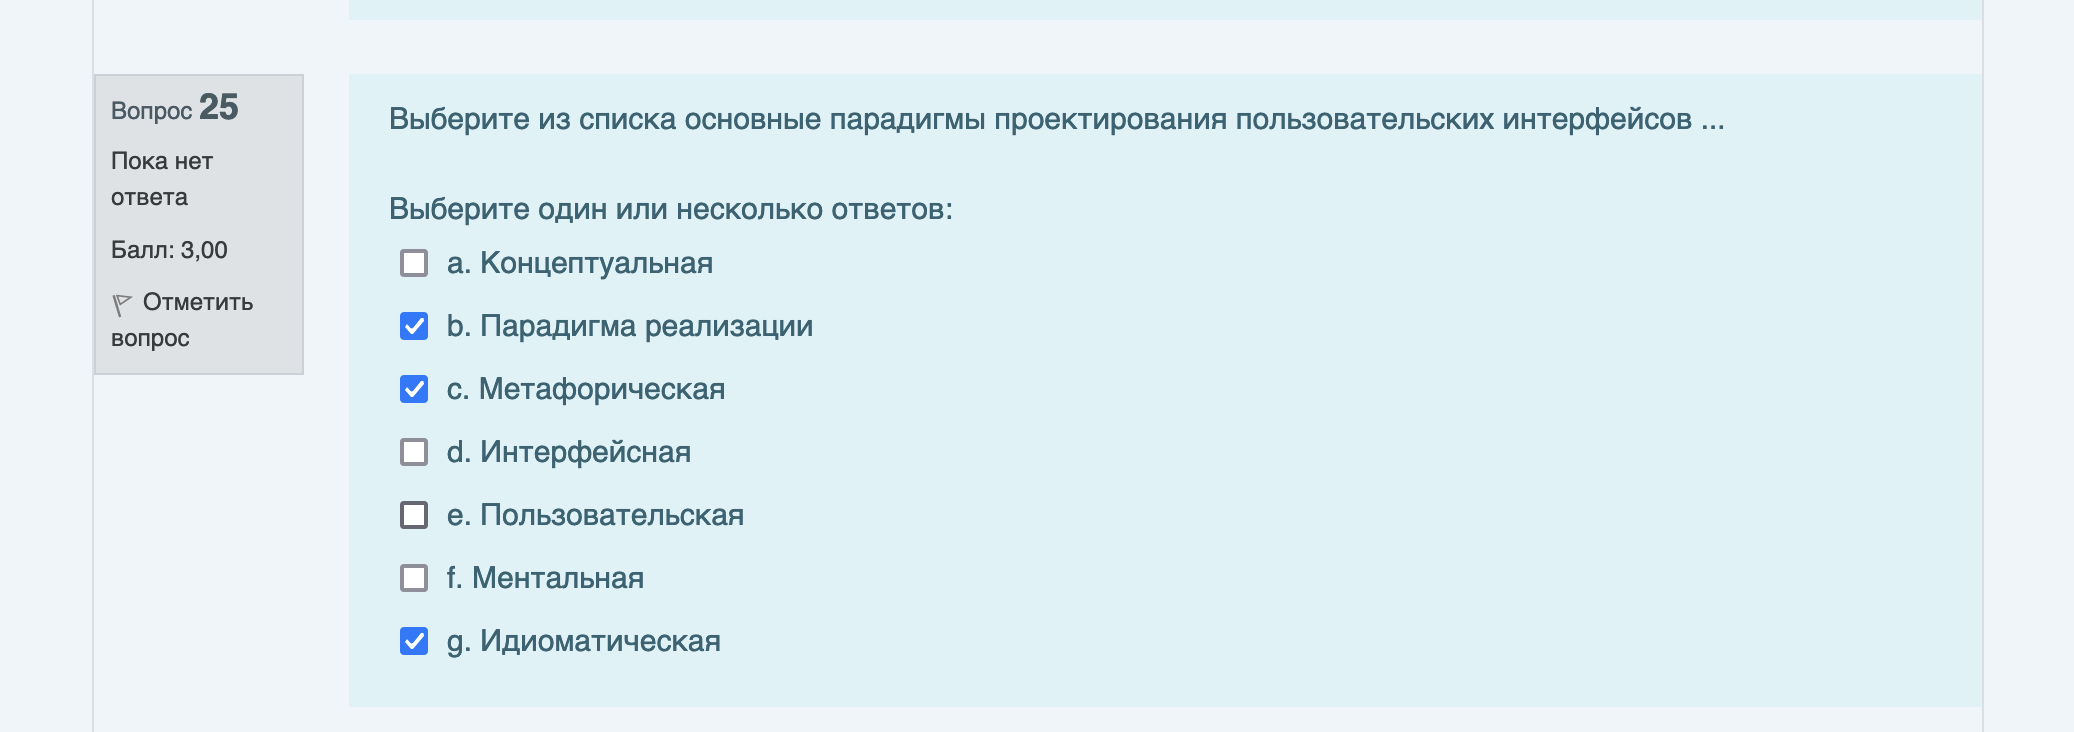 Вопрос 25
Пока нет
ответа
Балл: 3,00
Отметить
вопрос
Выберите из списка основные парадигмы проектирования пользовательских интерфейсов ...
Выберите один или несколько ответов:
a. Концептуальная
b. Парадигма реализации
c. Метафорическая
d. Интерфейсная
e. Пользовательская
f. Ментальная
g. Идиоматическая